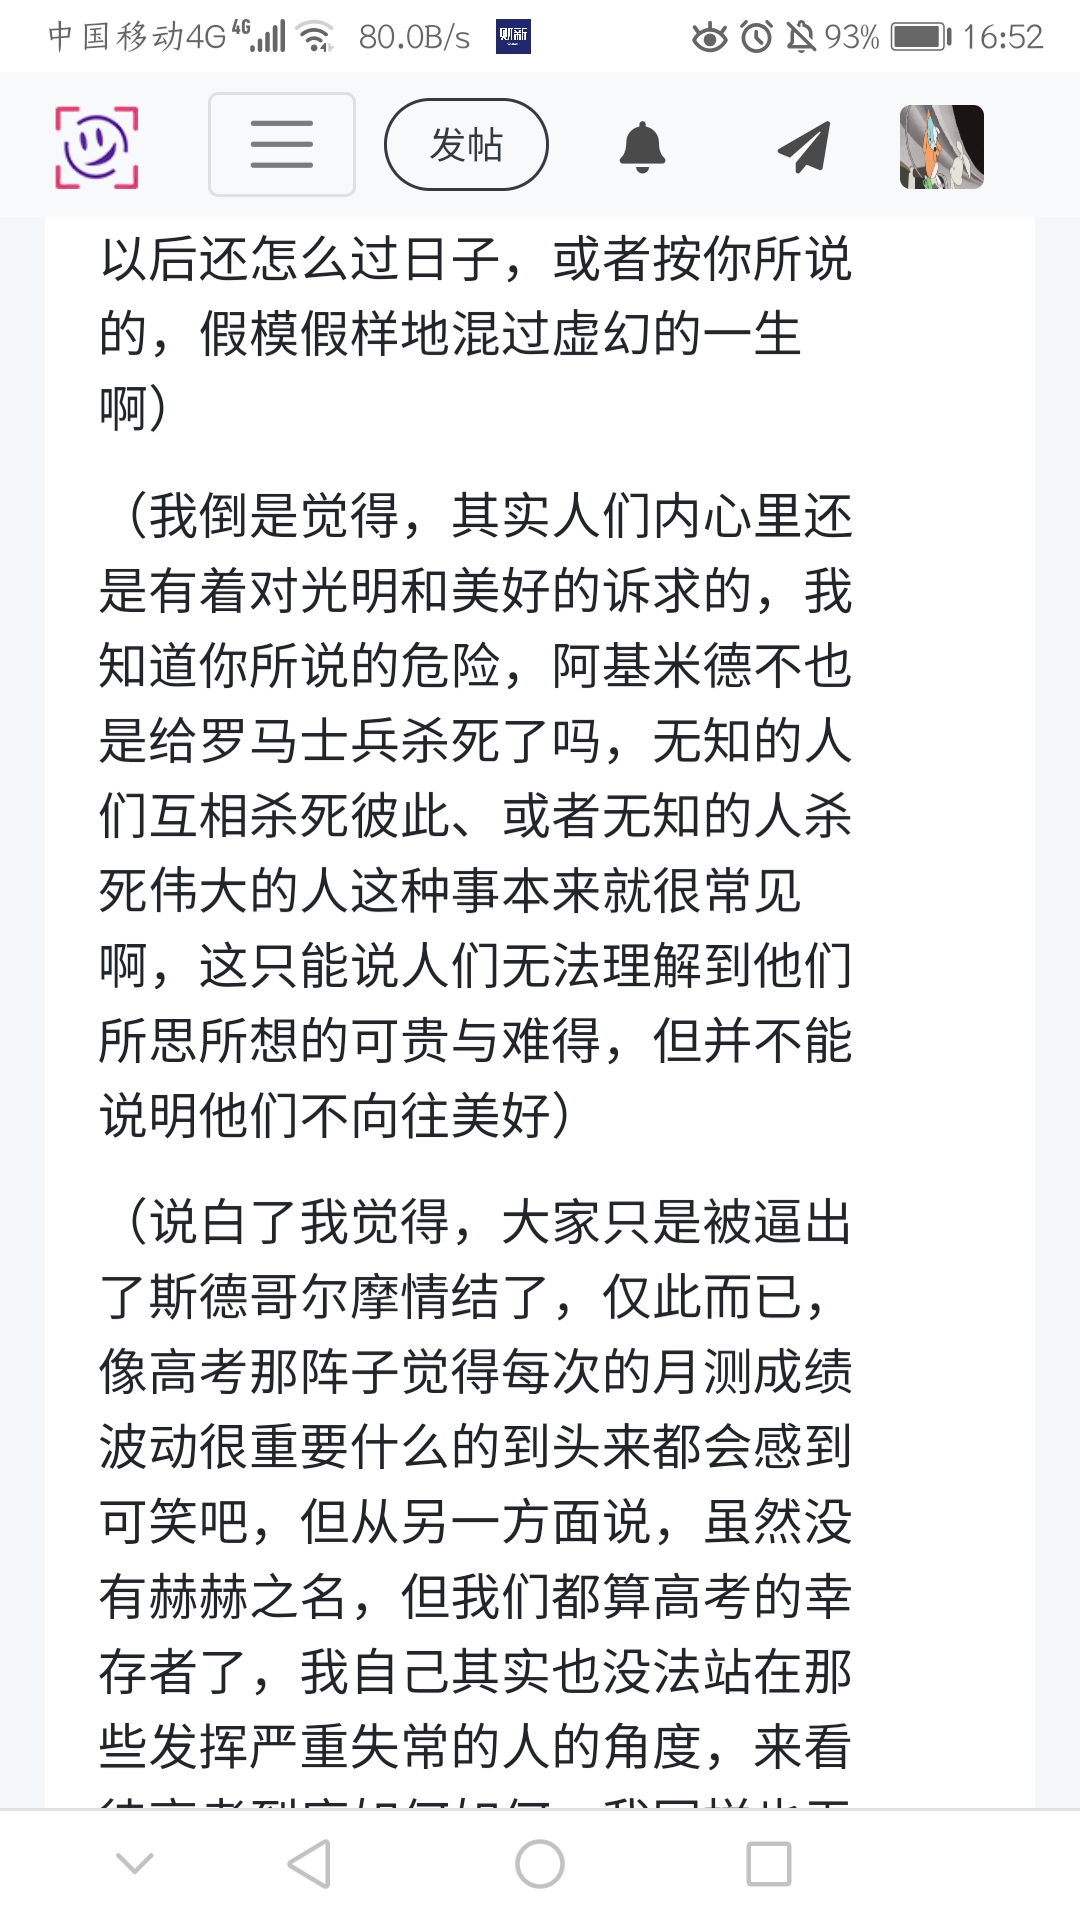 中国移动4G 4G 80.0B/s 财新 93% 16:52
发帖
以后还怎么过日子，或者按你所说
的，假模假样地混过虚幻的一生
啊）
（我倒是觉得，其实人们内心里还
是有着对光明和美好的诉求的，我
知道你所说的危险，阿基米德不也
是给罗马士兵杀死了吗，无知的人
们互相杀死彼此、或者无知的人杀
死伟大的人这种事本来就很常见
啊，这只能说人们无法理解到他们
所思所想的可贵与难得，但并不能
说明他们不向往美好）
（说白了我觉得，大家只是被逼出
了斯德哥尔摩情结了，仅此而已，
像高考那阵子觉得每次的月测成绩
波动很重要什么的到头来都会感到
可笑吧，但从另一方面说，虽然没
有赫赫之名，但我们都算高考的幸
存者了，我自己其实也没法站在那
些发挥严重失常的人的角度，来看